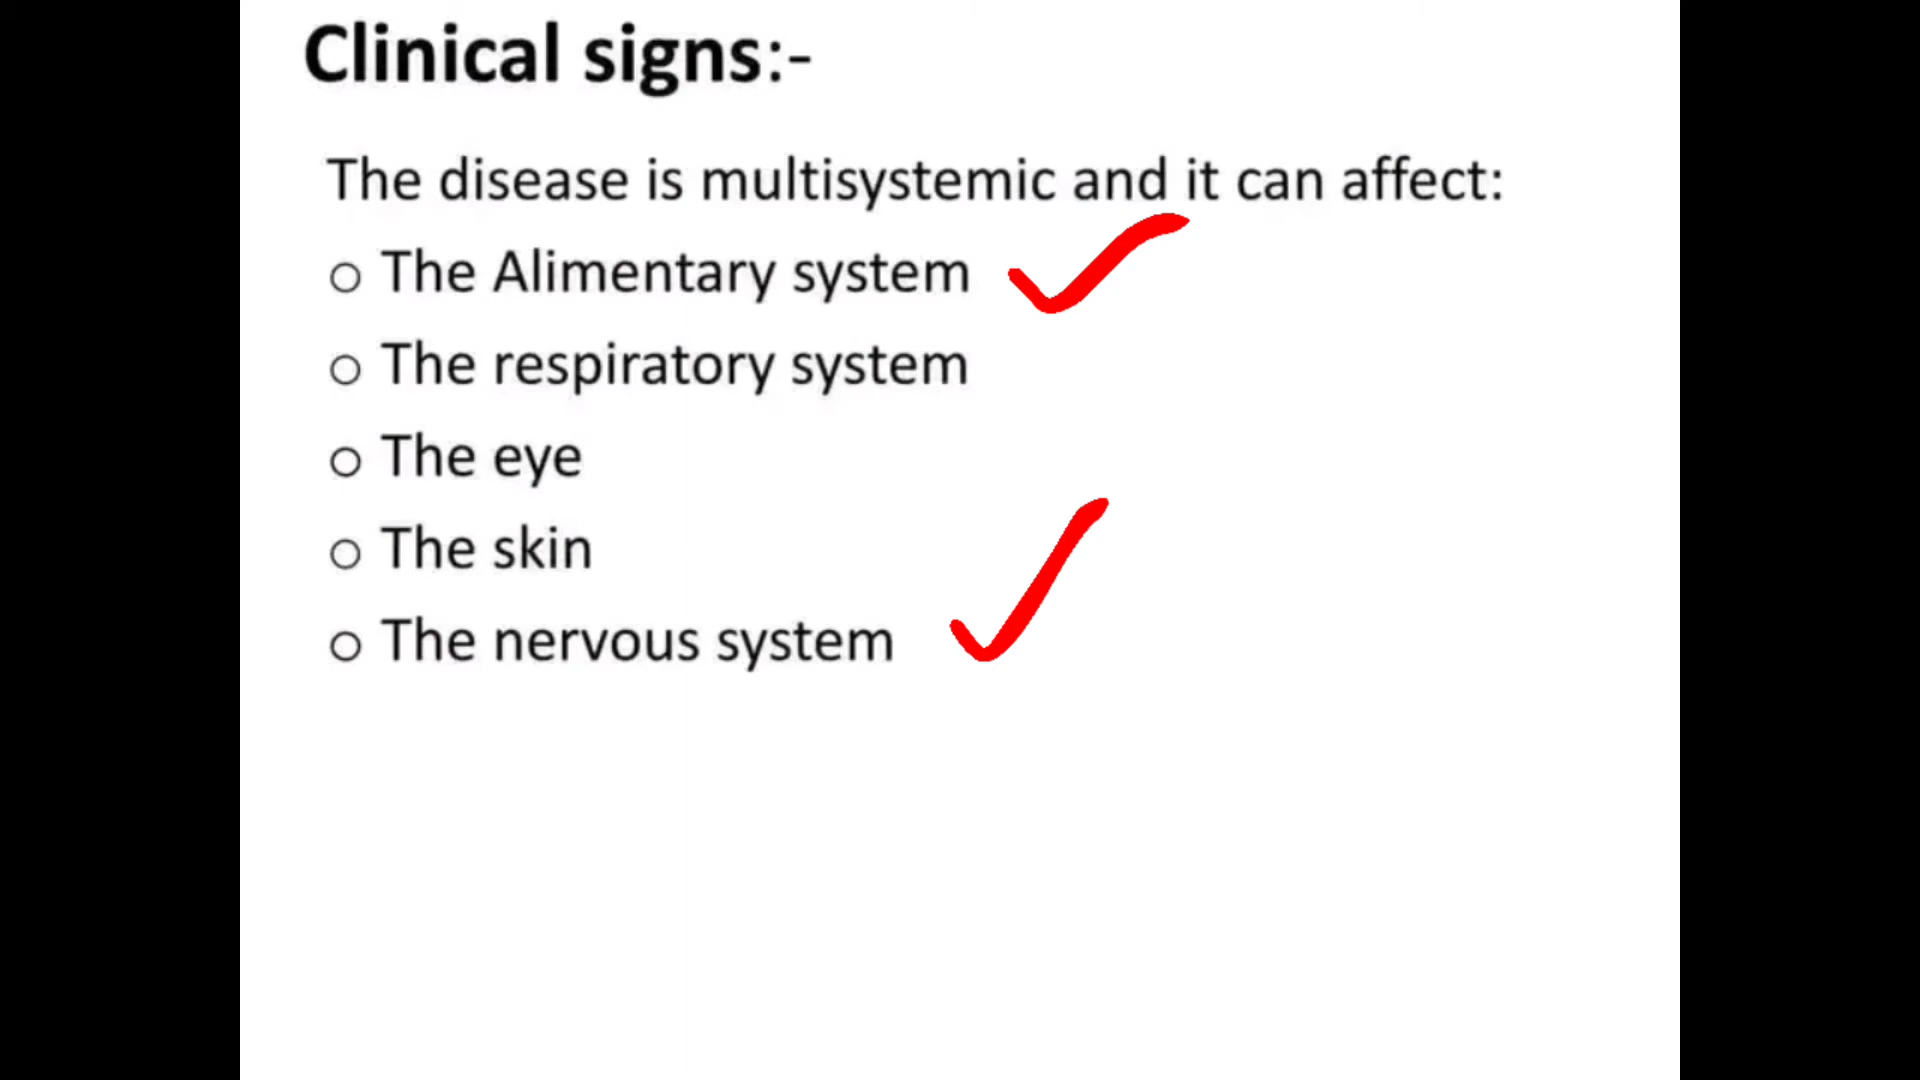 Clinical signs:-
The disease is multisystemic and it can affect:
o The Alimentary system
o The respiratory system
o The eye
o The skin
o The nervous system